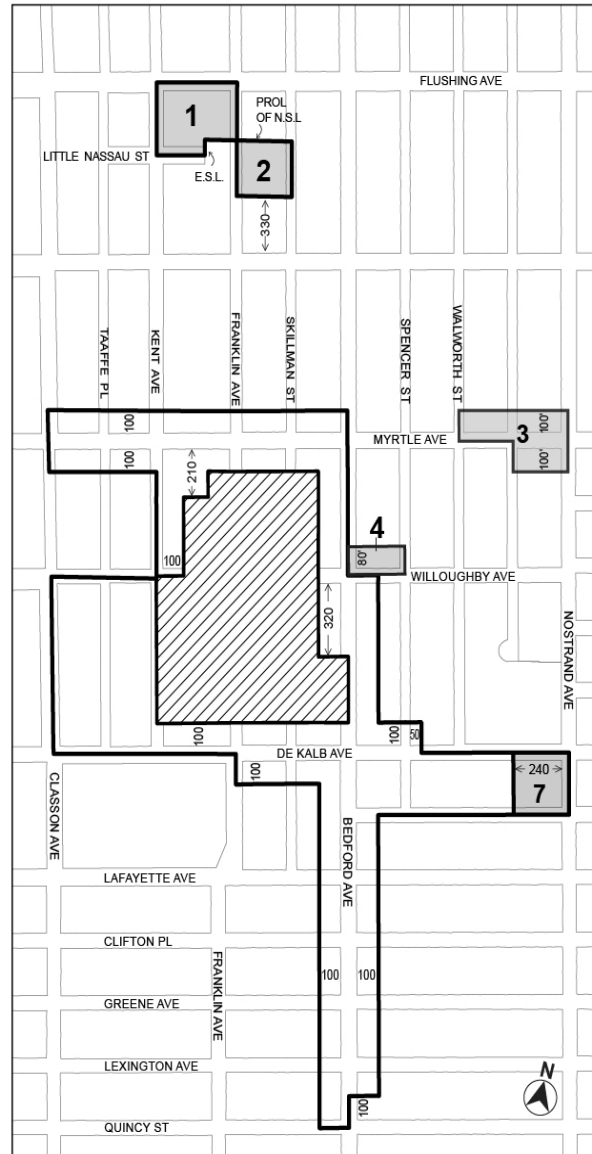 FLUSHING AVE
1
PROL
OF N.S.L
LITTLE NASSAU ST
E.S.L.
2
330
TAAFFE PL
KENT AVE
FRANKLIN AVE
SKILLMAN ST
SPENCER ST
WALWORTH ST
100
100'
MYRTLE AVE
3
100
210
100'
4
80'
100
WILLOUGHBY AVE
320
NOSTRAND AVE
100
100
50
DE KALB AVE
100
240
7
CLASSON AVE
BEDFORD AVE
LAFAYETTE AVE
CLIFTON PL
FRANKLIN AVE
100
100
GREENE AVE
LEXINGTON AVE
N
100
QUINCY ST